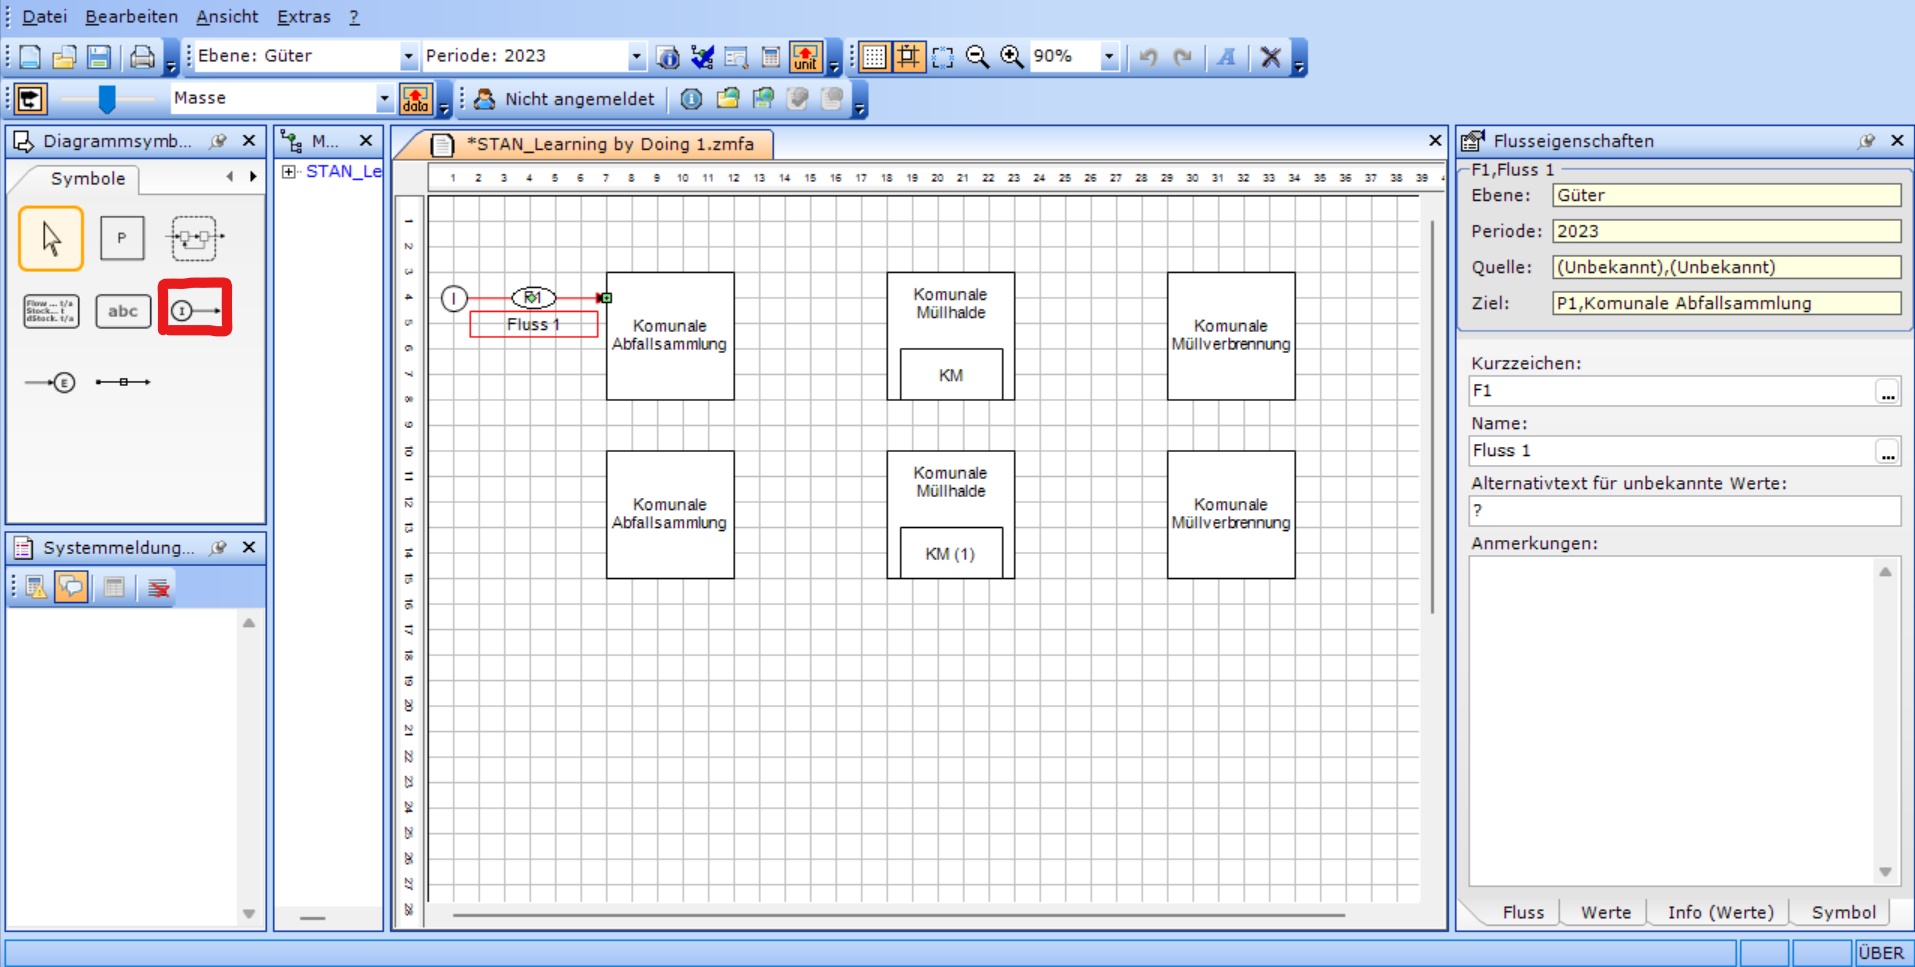 Datei Bearbeiten Ansicht Extras ?
Ebene: Güter Periode: 2023 unit 90% A
Masse data Nicht angemeldet
Diagrammsymb...
Symbole
P
Flow ... t/a
Stock... t
dStock. t/a
abc
I
E
Systemmeldung...
M...
STAN_Le
*STAN_Learning by Doing 1.zmfa
1 2 3 4 5 6 7 8 9 10 11 12 13 14 15 16 17 18 19 20 21 22 23 24 25 26 27 28 29 30 31 32 33 34 35 36 37 38 39
1
2
3
4
5
6
7
8
9
10
11
12
13
14
15
16
17
18
19
20
21
22
23
24
25
26
27
28
I
F1
Fluss 1
Komunale
Abfallsammlung
Komunale
Müllhalde
KM
Komunale
Müllverbrennung
Komunale
Abfallsammlung
Komunale
Müllhalde
KM (1)
Komunale
Müllverbrennung
Flusseigenschaften
F1,Fluss 1
Ebene: Güter
Periode: 2023
Quelle: (Unbekannt),(Unbekannt)
Ziel: P1,Komunale Abfallsammlung
Kurzzeichen:
F1
...
Name:
Fluss 1
...
Alternativtext für unbekannte Werte:
?
Anmerkungen:
Fluss Werte Info (Werte) Symbol
ÜBER